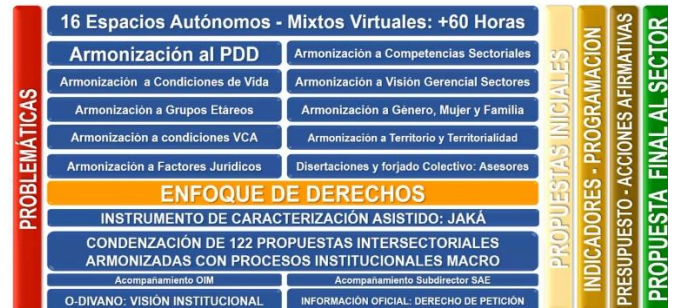 PROBLEMÁTICAS
16 Espacios Autónomos - Mixtos Virtuales: +60 Horas
Armonización al PDD
Armonización a Competencias Sectoriales
Armonización a Condiciones de Vida
Armonización a Visión Gerencial Sectores
Armonización a Grupos Etáreos
Armonización a Género, Mujer y Familia
Armonización a condiciones VCA
Armonización a Territorio y Territorialidad
Armonización a Factores Jurídicos
Disertaciones y forjado Colectivo: Asesores
ENFOQUE DE DERECHOS
INSTRUMENTO DE CARACTERIZACIÓN ASISTIDO: JAKÁ
CONDENZACIÓN DE 122 PROPUESTAS INTERSECTORIALES
ARMONIZADAS CON PROCESOS INSTITUCIONALES MACRO
Acompañamiento OIM
Acompañamiento Subdirector SAE
O-DIVANO: VISIÓN INSTITUCIONAL
INFORMACIÓN OFICIAL: DERECHO DE PETICIÓN
PROPUESTAS INICIALES
INDICADORES - PROGRAMACION
RESUPUESTO - ACCIONES AFIRMATIVAS
PROPUESTA FINAL AL SECTOR